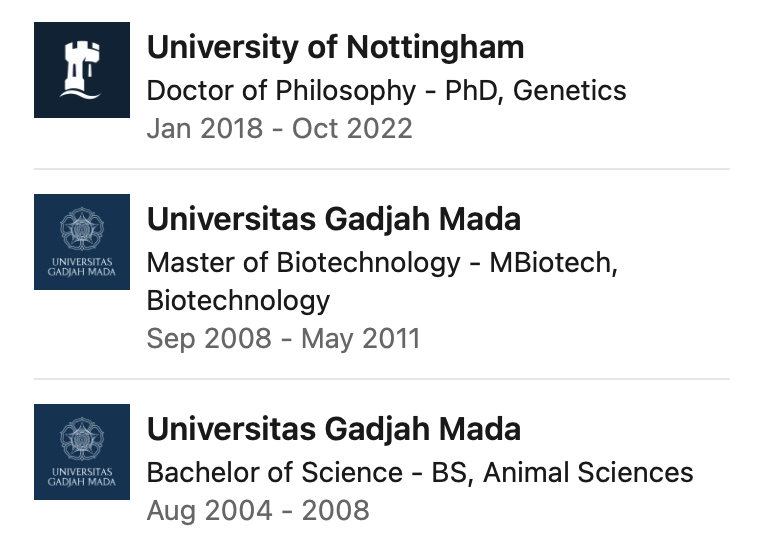 University of Nottingham
Doctor of Philosophy - PhD, Genetics
Jan 2018 - Oct 2022
UNIVERSITAS
GADJAH MADA
Universitas Gadjah Mada
Master of Biotechnology - MBiotech,
Biotechnology
Sep 2008 - May 2011
UNIVERSITAS
GADJAH MADA
Universitas Gadjah Mada
Bachelor of Science - BS, Animal Sciences
Aug 2004 - 2008